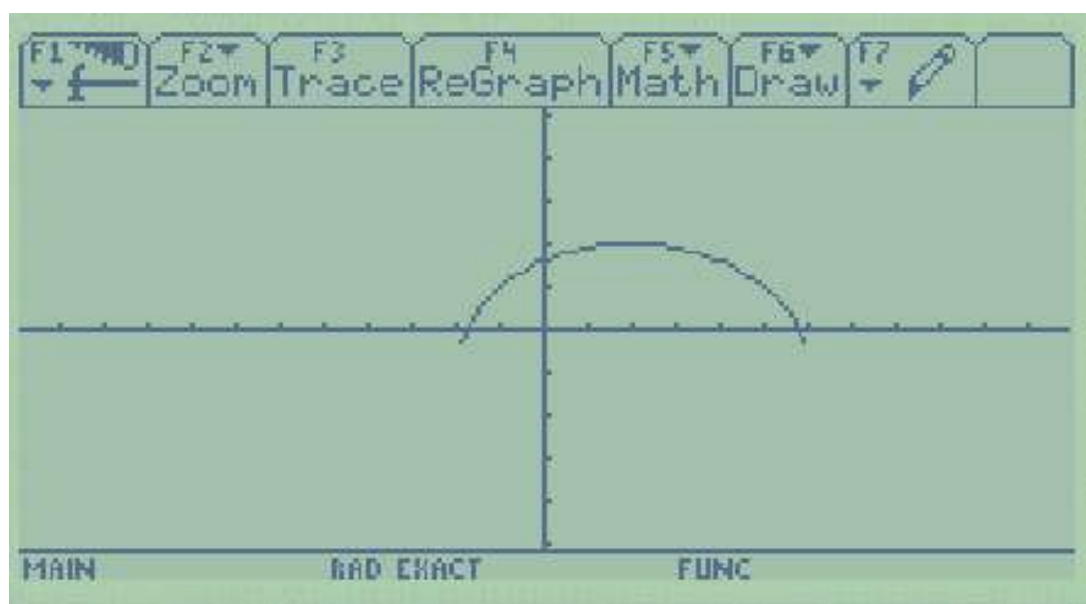 F1 F2 F3 F4 F5 F6 F7
Zoom Trace ReGraph Math Draw
MAIN RAD EXACT FUNC